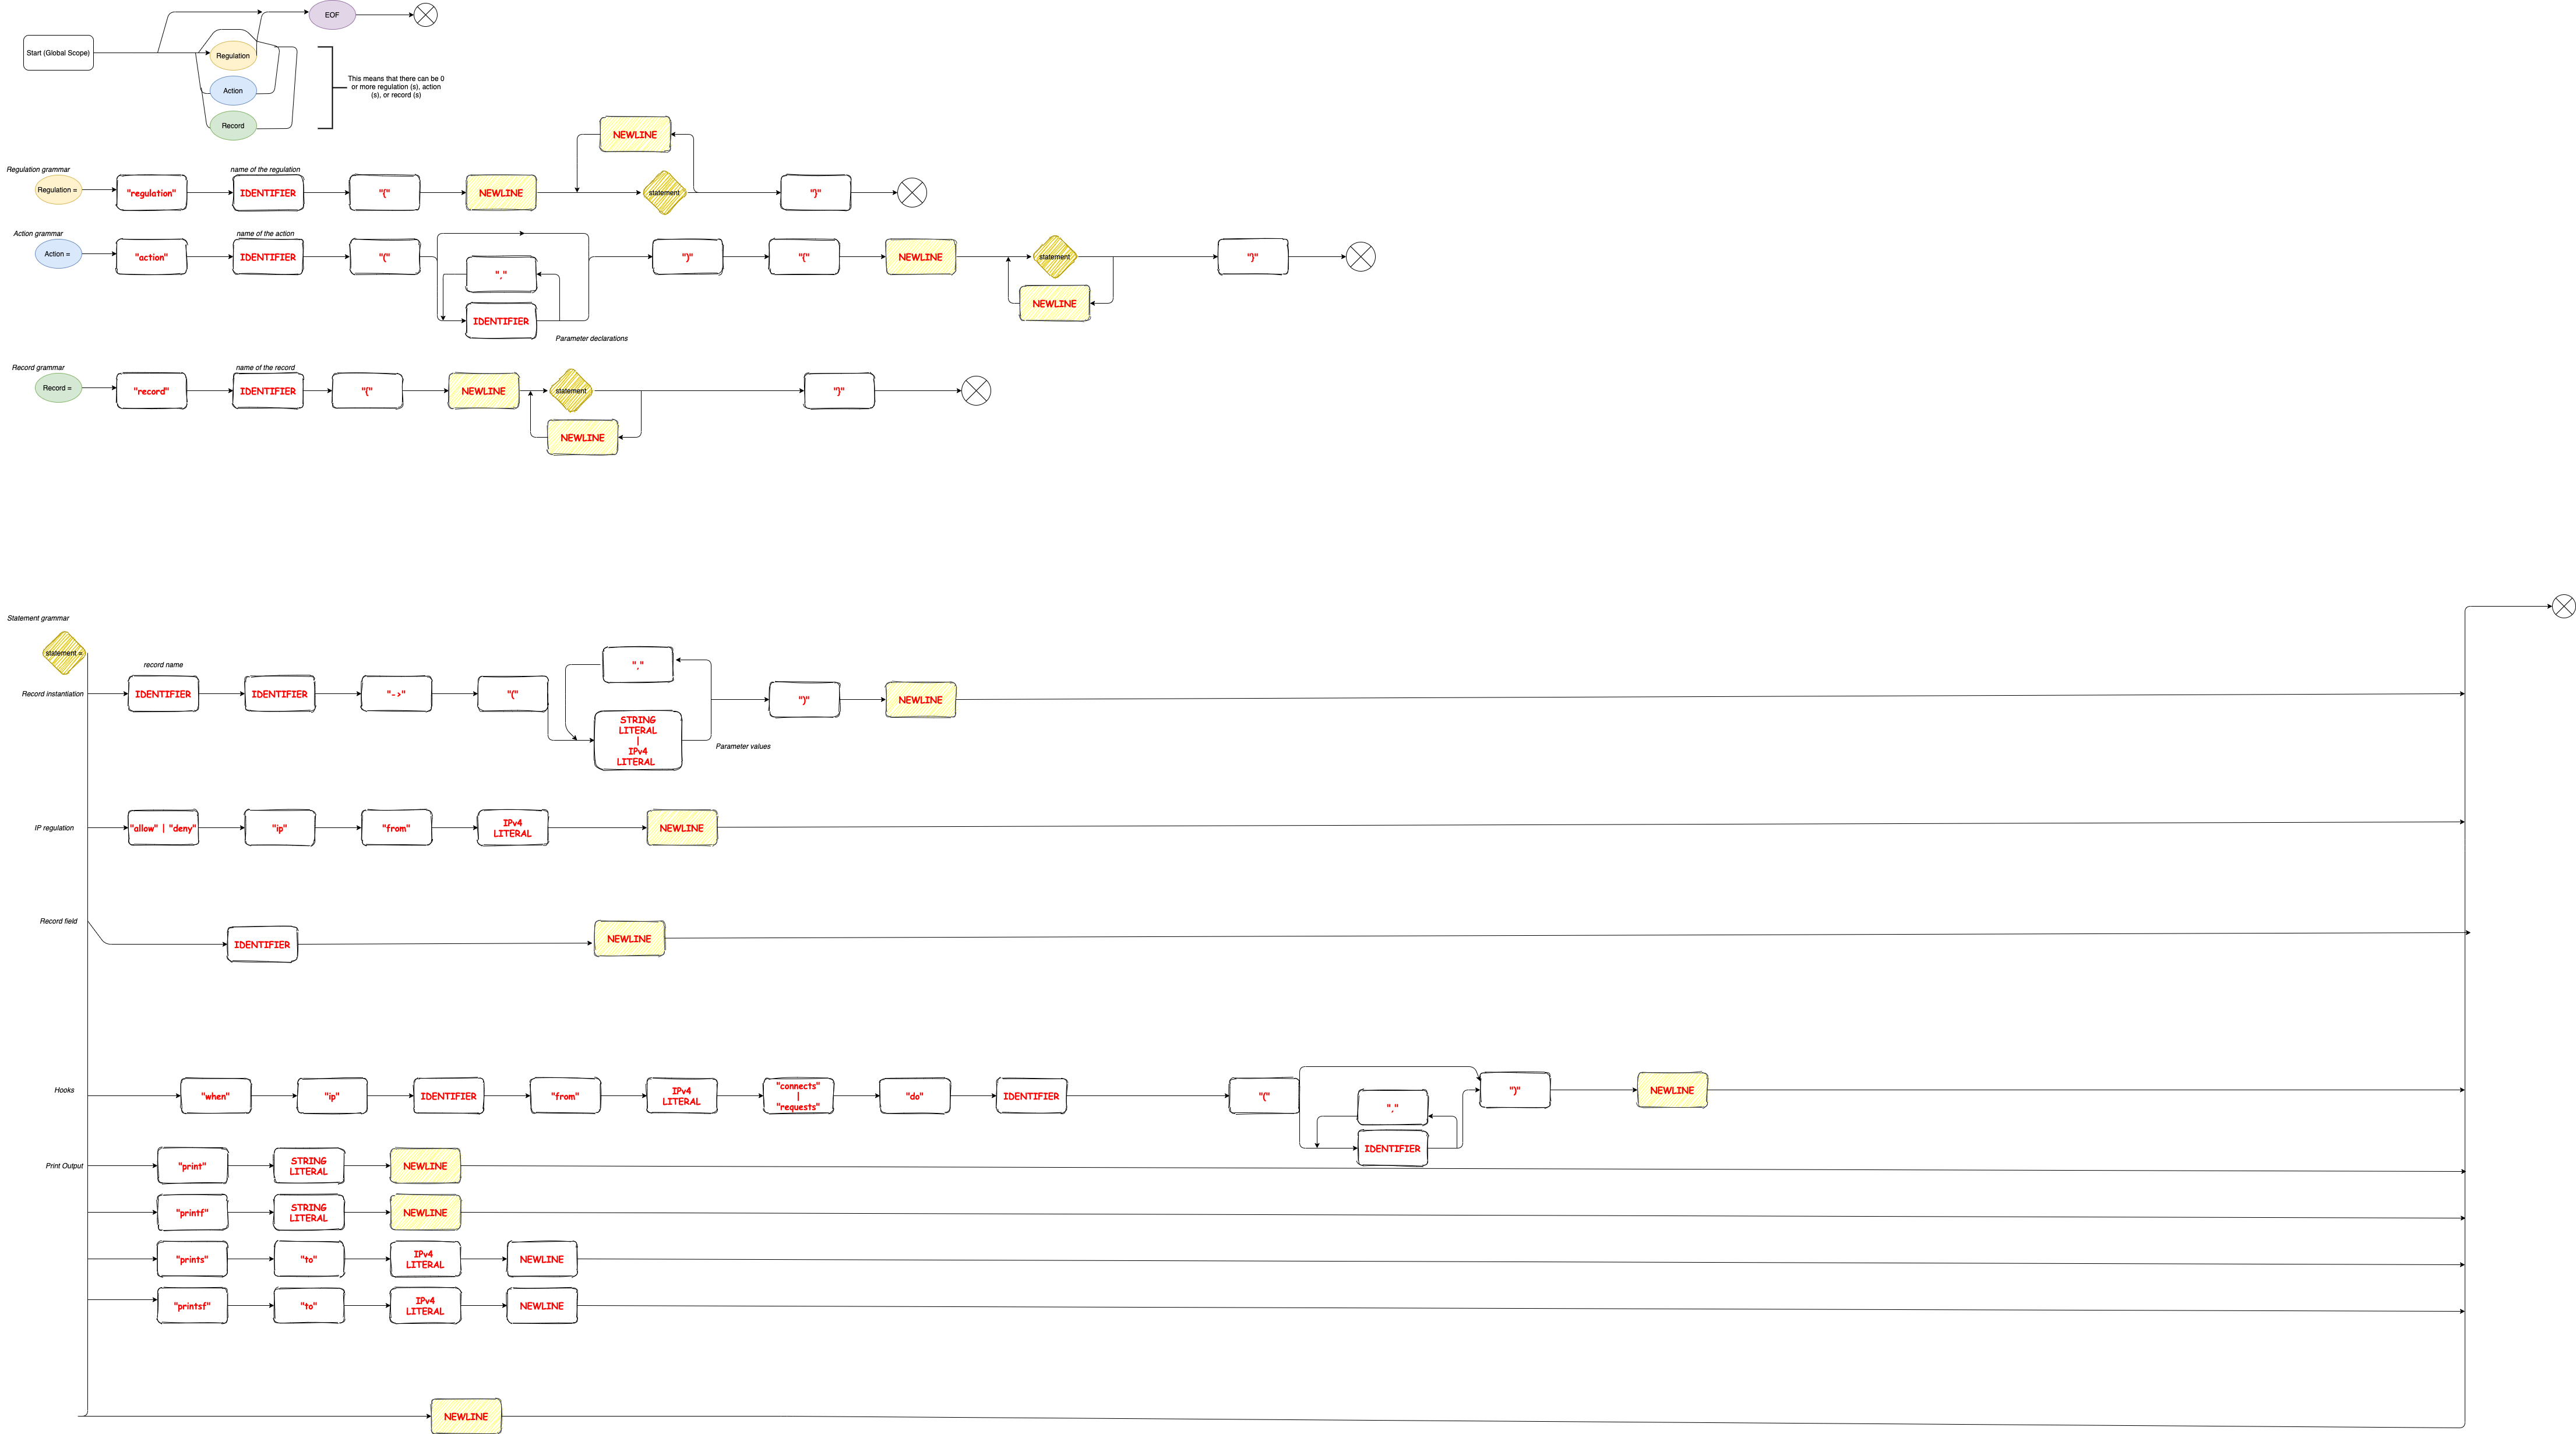 EOF
Start (Global Scope)
Regulation
Action
Record
This means that there can be 0
or more regulation (s), action
(s), or record (s)
NEWLINE
Regulation grammar
name of the regulation
Regulation =
"regulation"
IDENTIFIER
"{"
NEWLINE
statement
"}"
Action grammar
name of the action
Action =
"action"
IDENTIFIER
"("
","
IDENTIFIER
")"
"{"
NEWLINE
statement
NEWLINE
"}"
Parameter declarations
Record grammar
name of the record
Record =
"record"
IDENTIFIER
"{"
NEWLINE
statement
NEWLINE
"}"
Statement grammar
statement =
record name
Record instantiation
IDENTIFIER
IDENTIFIER
"->"
"("
","
STRING
LITERAL
|
IPv4
LITERAL
Parameter values
")"
NEWLINE
IP regulation
"allow" | "deny"
"ip"
"from"
IPv4
LITERAL
NEWLINE
Record field
IDENTIFIER
NEWLINE
Hooks
"when"
"ip"
IDENTIFIER
"from"
IPv4
LITERAL
"connects"
|
"requests"
"do"
IDENTIFIER
"("
","
IDENTIFIER
")"
NEWLINE
Print Output
"print"
STRING
LITERAL
NEWLINE
"printf"
STRING
LITERAL
NEWLINE
"prints"
"to"
IPv4
LITERAL
NEWLINE
"printsf"
"to"
IPv4
LITERAL
NEWLINE
NEWLINE